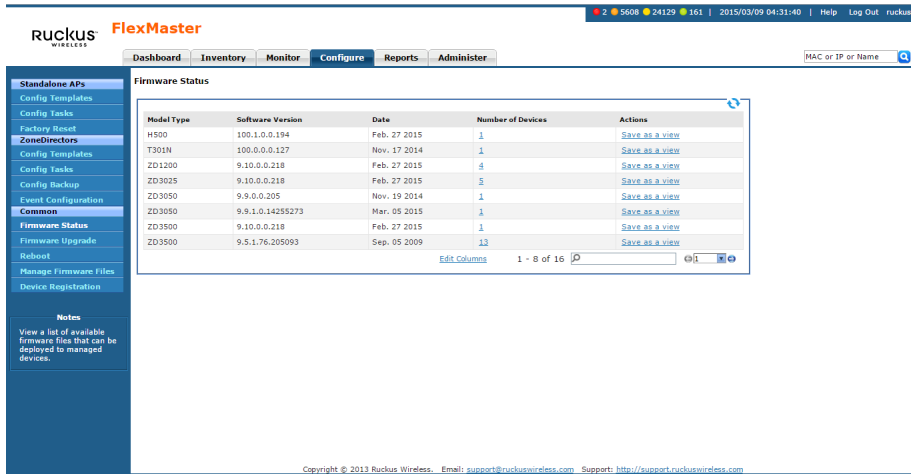 2 5608 24129 161 | 2015/03/09 04:31:40 | Help Log Out ruckus
Ruckus WIRELESS
FlexMaster
Dashboard Inventory Monitor Configure Reports Administer
MAC or IP or Name
Standalone APs
Config Templates
Config Tasks
Factory Reset
ZoneDirectors
Config Templates
Config Tasks
Config Backup
Event Configuration
Common
Firmware Status
Firmware Upgrade
Reboot
Manage Firmware Files
Device Registration
Notes
View a list of available
firmware files that can be
deployed to managed
devices.
Firmware Status
Model Type Software Version Date Number of Devices Actions
H500 100.1.0.0.194 Feb. 27 2015 1 Save as a view
T301N 100.0.0.0.127 Nov. 17 2014 1 Save as a view
ZD1200 9.10.0.0.218 Feb. 27 2015 4 Save as a view
ZD3025 9.10.0.0.218 Feb. 27 2015 5 Save as a view
ZD3050 9.9.0.0.205 Nov. 19 2014 1 Save as a view
ZD3050 9.9.1.0.14255273 Mar. 05 2015 1 Save as a view
ZD3500 9.10.0.0.218 Feb. 27 2015 1 Save as a view
ZD3500 9.5.1.76.205093 Sep. 05 2009 13 Save as a view
Edit Columns 1 - 8 of 16 1
Copyright © 2013 Ruckus Wireless. Email: support@ruckuswireless.com Support: http://support.ruckuswireless.com